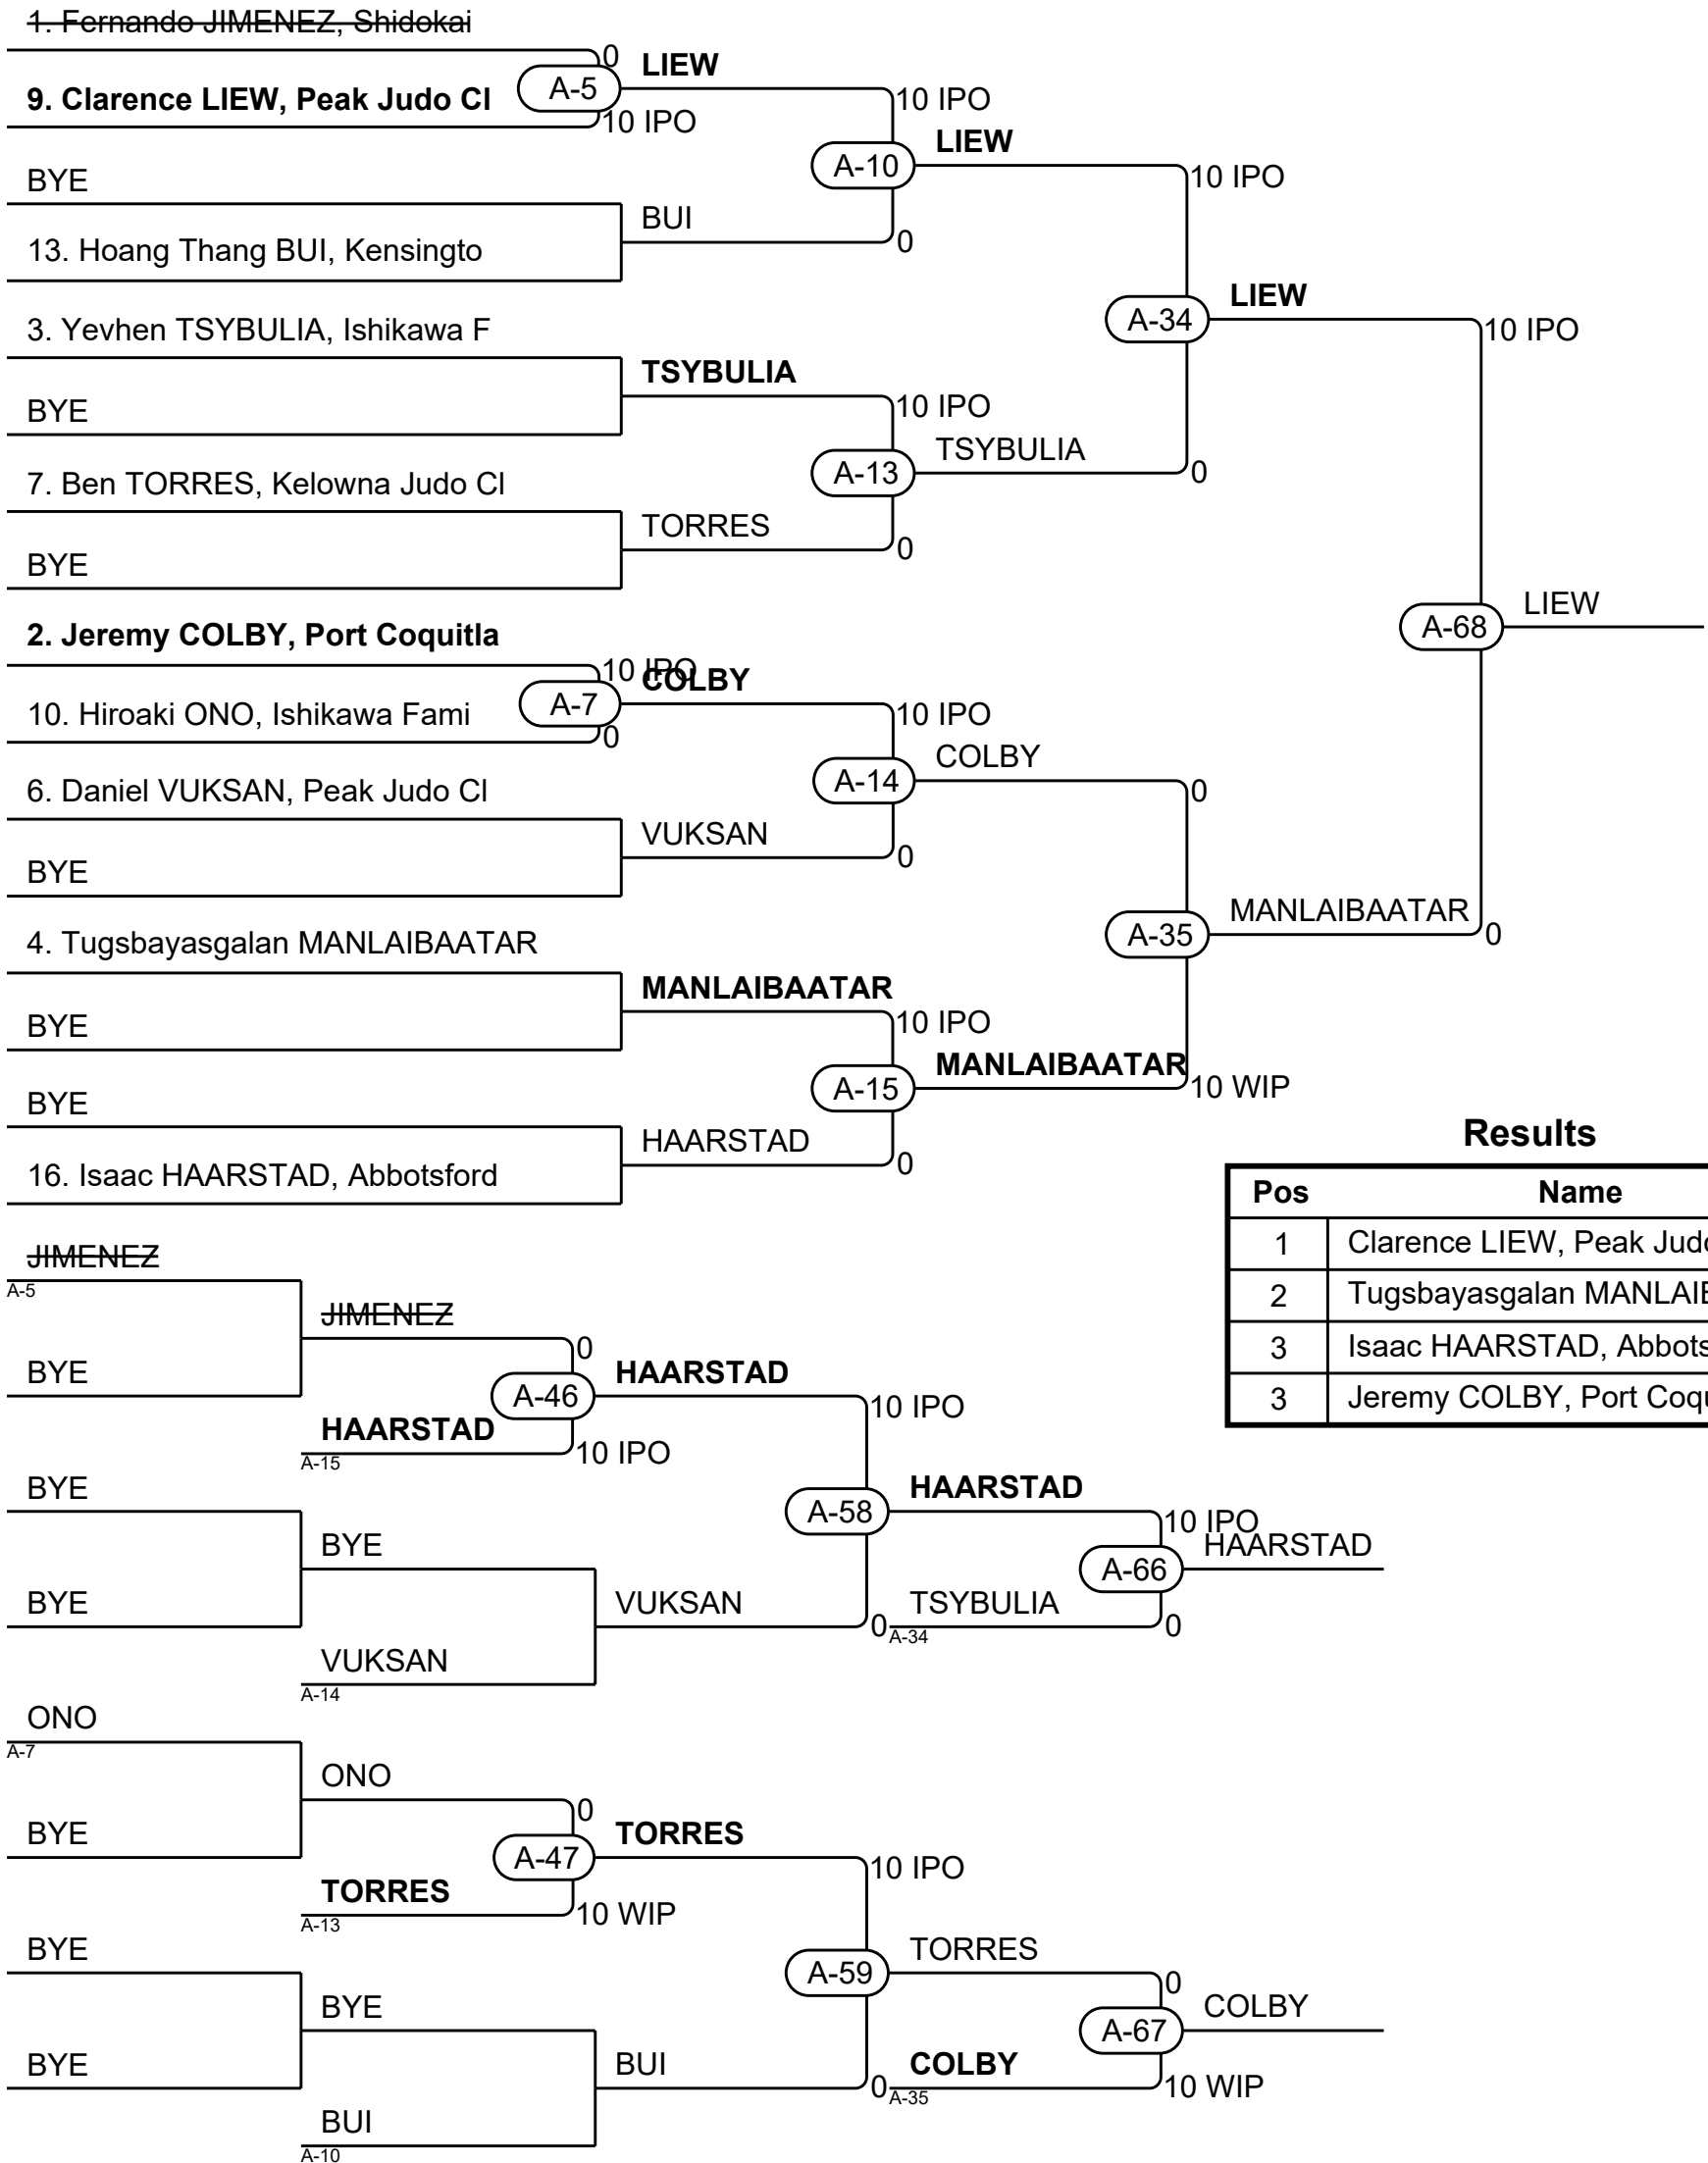 1. Fernando JIMENEZ, Shidokai
0
LIEW
A-5
10 IPO
9. Clarence LIEW, Peak Judo Cl
10 IPO
LIEW
A-10
10 IPO
BYE
BUI
13. Hoang Thang BUI, Kensingto
0
LIEW
A-34
10 IPO
3. Yevhen TSYBULIA, Ishikawa F
TSYBULIA
10 IPO
BYE
TSYBULIA
A-13
0
7. Ben TORRES, Kelowna Judo Cl
TORRES
0
BYE
LIEW
A-68
2. Jeremy COLBY, Port Coquitla
10 IPO
COLBY
A-7
10 IPO
10. Hiroaki ONO, Ishikawa Fami
0
COLBY
A-14
0
6. Daniel VUKSAN, Peak Judo Cl
VUKSAN
0
BYE
MANLAIBAATAR
A-35
0
4. Tugsbayasgalan MANLAIBAATAR
MANLAIBAATAR
10 IPO
BYE
MANLAIBAATAR
A-15
10 WIP
BYE
HAARSTAD
0
16. Isaac HAARSTAD, Abbotsford
Results
Pos Name
1 Clarence LIEW, Peak Jud
2 Tugsbayasgalan MANLAI
3 Isaac HAARSTAD, Abbots
3 Jeremy COLBY, Port Coq
JIMENEZ
A-5
JIMENEZ
0
BYE
HAARSTAD
A-46
10 IPO
HAARSTAD
A-15
10 IPO
BYE
HAARSTAD
A-58
10 IPO
BYE
HAARSTAD
A-66
BYE
VUKSAN
0
TSYBULIA
A-34
0
VUKSAN
A-14
ONO
A-7
ONO
0
BYE
TORRES
A-47
10 IPO
TORRES
A-13
10 WIP
BYE
TORRES
A-59
0
BYE
COLBY
A-67
BYE
BUI
0
COLBY
A-35
10 WIP
BUI
A-10